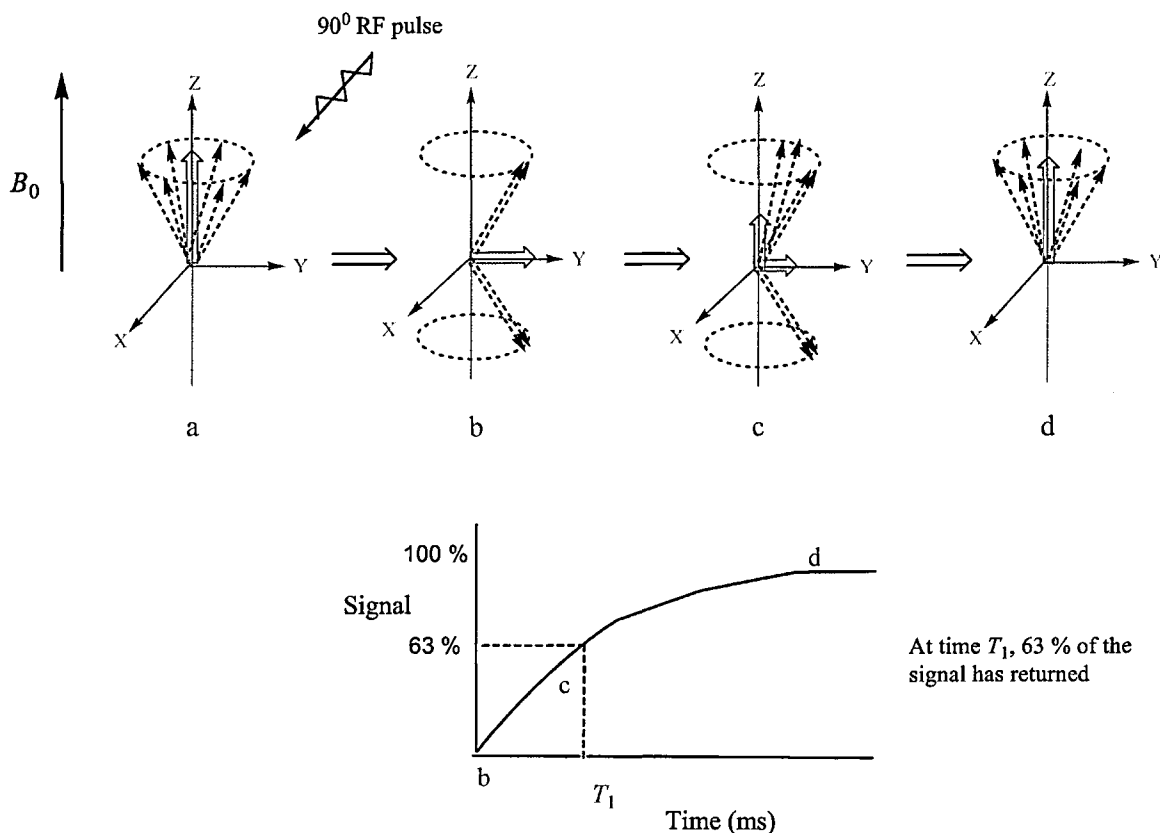 90⁰ RF pulse
B₀
Z
Z
Z
Z
Y
Y
Y
Y
X
X
X
X
a
b
c
d
100 %
d
Signal
63 %
At time T₁, 63 % of the
signal has returned
c
b
T₁
Time (ms)